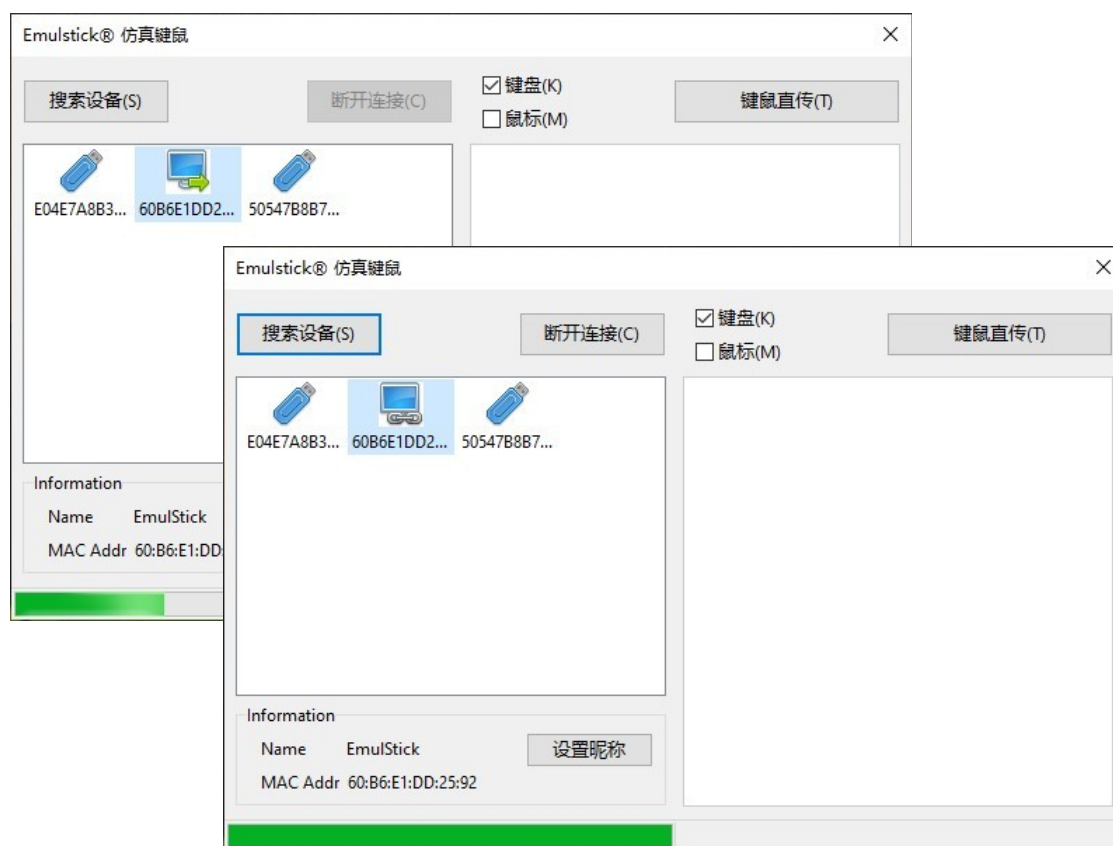 Emulstick® 仿真键鼠
搜索设备(S)
断开连接(C)
键盘(K)
鼠标(M)
键鼠直传(T)
E04E7A8B3... 60B6E1DD2... 50547B8B7...
Information
Name EmulStick
MAC Addr 60:B6:E1:DD:
Emulstick® 仿真键鼠
搜索设备(S)
断开连接(C)
键盘(K)
鼠标(M)
键鼠直传(T)
E04E7A8B3... 60B6E1DD2... 50547B8B7...
Information
Name EmulStick
设置昵称
MAC Addr 60:B6:E1:DD:25:92